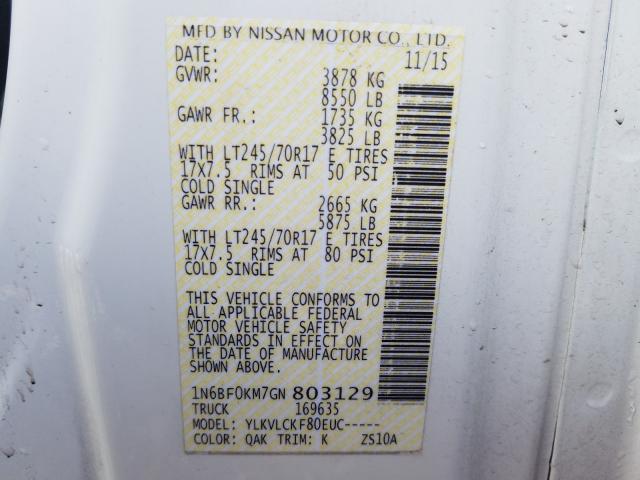 MFD BY NISSAN MOTOR CO., LTD.
DATE: 11/15
GVWR: 3878 KG
8550 LB
GAWR FR.: 1735 KG
3825 LB
WITH LT245/70R17 E TIRES
17X7.5 RIMS AT 50 PSI
COLD SINGLE
GAWR RR.: 2665 KG
5875 LB
WITH LT245/70R17 E TIRES
17X7.5 RIMS AT 80 PSI
COLD SINGLE
THIS VEHICLE CONFORMS TO
ALL APPLICABLE FEDERAL
MOTOR VEHICLE SAFETY
STANDARDS IN EFFECT ON
THE DATE OF MANUFACTURE
SHOWN ABOVE.
1N6BF0KM7GN 803129
TRUCK 169635
MODEL: YLKVLCKF80EUC-----
COLOR: QAK TRIM: K ZS10A